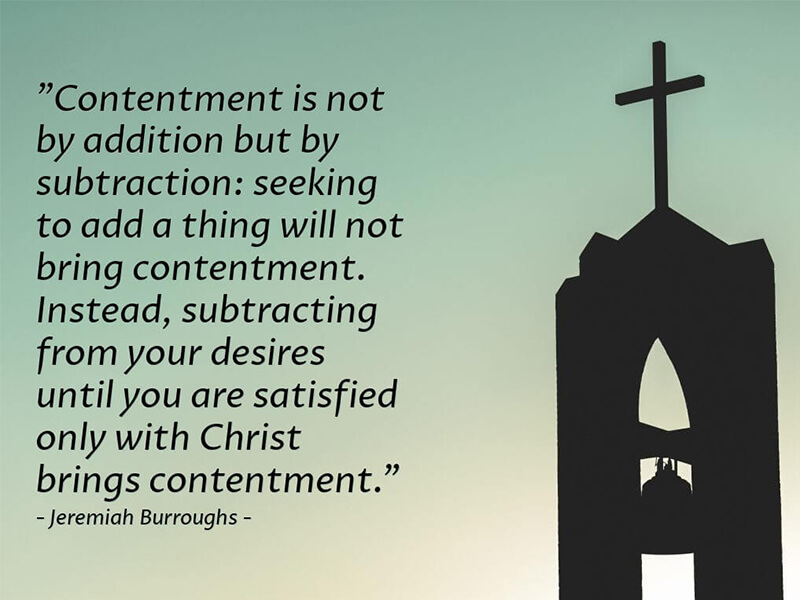 ”Contentment is not
by addition but by
subtraction: seeking
to add a thing will not
bring contentment.
Instead, subtracting
from your desires
until you are satisfied
only with Christ
brings contentment.”
- Jeremiah Burroughs -